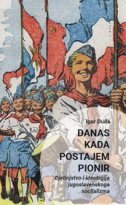 Igor Duda
DANAS
KADA
POSTAJEM
PIONIR
Djetinjstvo i ideologija
jugoslavenskoga
socijalizma